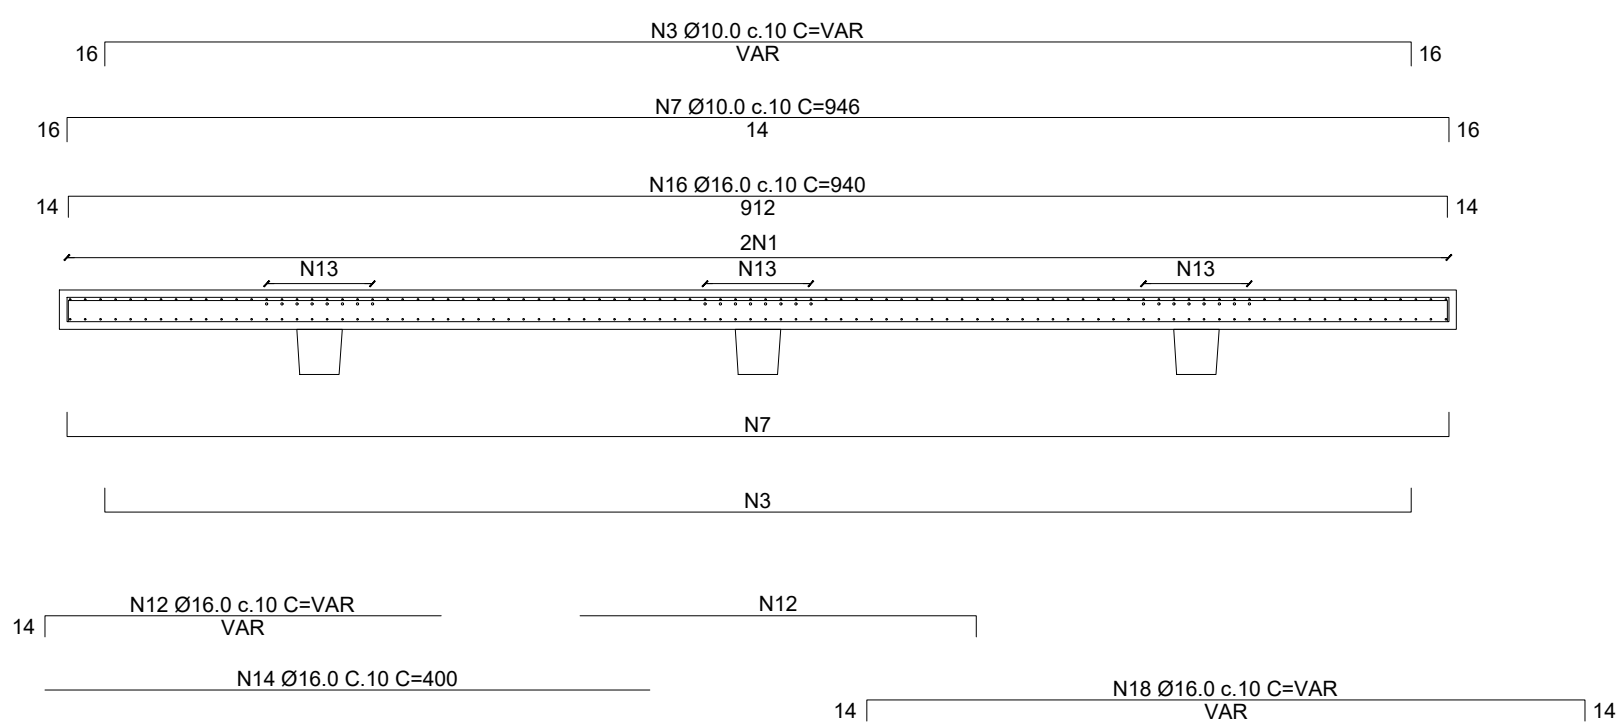 N3 Ø10.0 c.10 C=VAR
16 VAR 16
N7 Ø10.0 c.10 C=946
16 14 16
N16 Ø16.0 c.10 C=940
14 912 14
2N1
N13 N13 N13
N7
N3
N12 Ø16.0 c.10 C=VAR N12
14 VAR
N14 Ø16.0 C.10 C=400
N18 Ø16.0 c.10 C=VAR
14 VAR 14